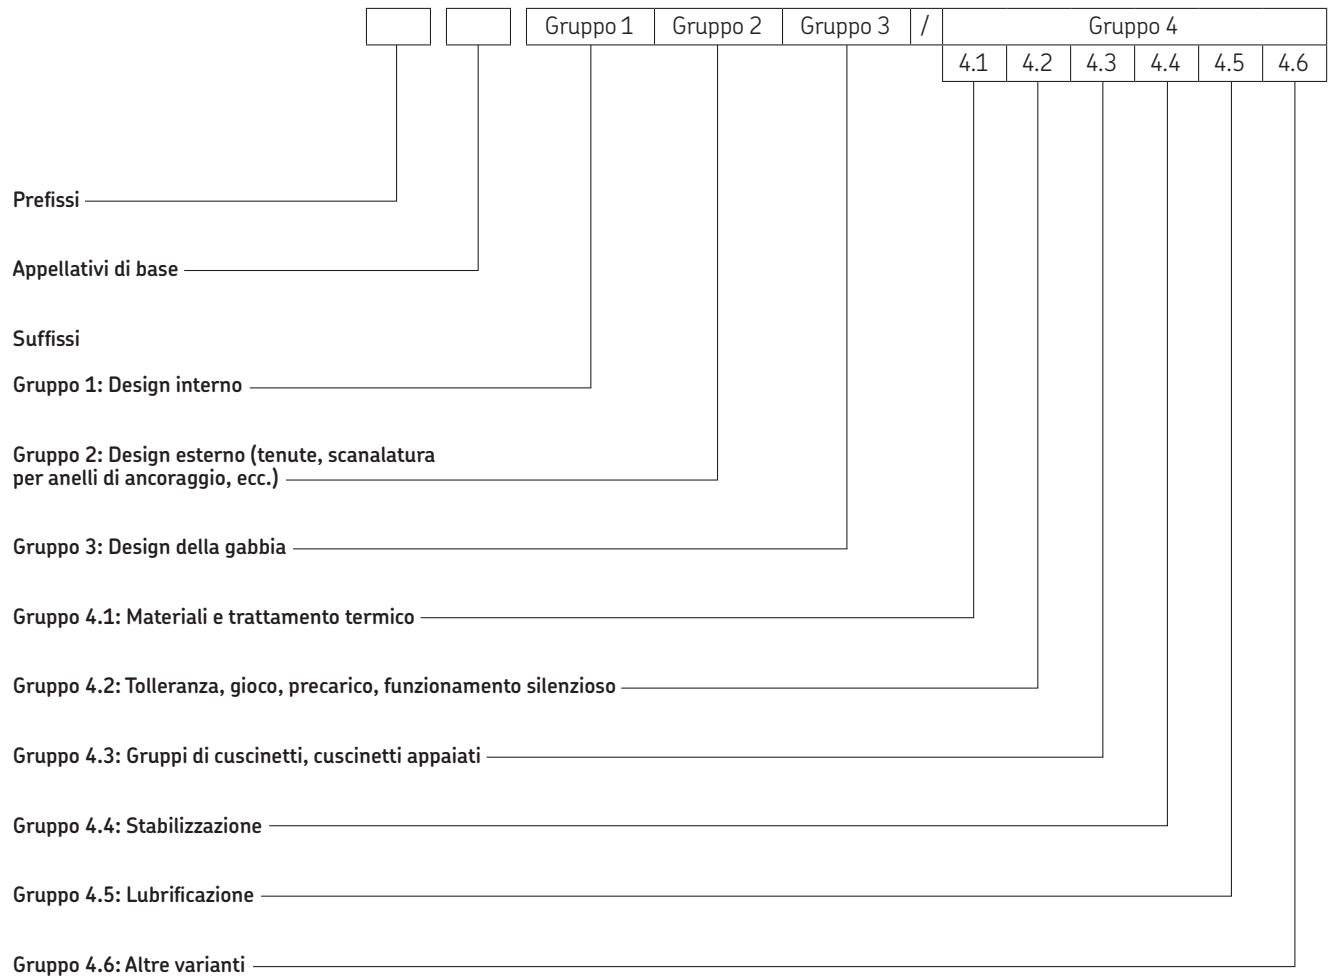 Gruppo 1 Gruppo 2 Gruppo 3 / Gruppo 4
4.1 4.2 4.3 4.4 4.5 4.6
Prefissi
Appellativi di base
Suffissi
Gruppo 1: Design interno
Gruppo 2: Design esterno (tenute, scanalatura
per anelli di ancoraggio, ecc.)
Gruppo 3: Design della gabbia
Gruppo 4.1: Materiali e trattamento termico
Gruppo 4.2: Tolleranza, gioco, precarico, funzionamento silenzioso
Gruppo 4.3: Gruppi di cuscinetti, cuscinetti appaiati
Gruppo 4.4: Stabilizzazione
Gruppo 4.5: Lubrificazione
Gruppo 4.6: Altre varianti